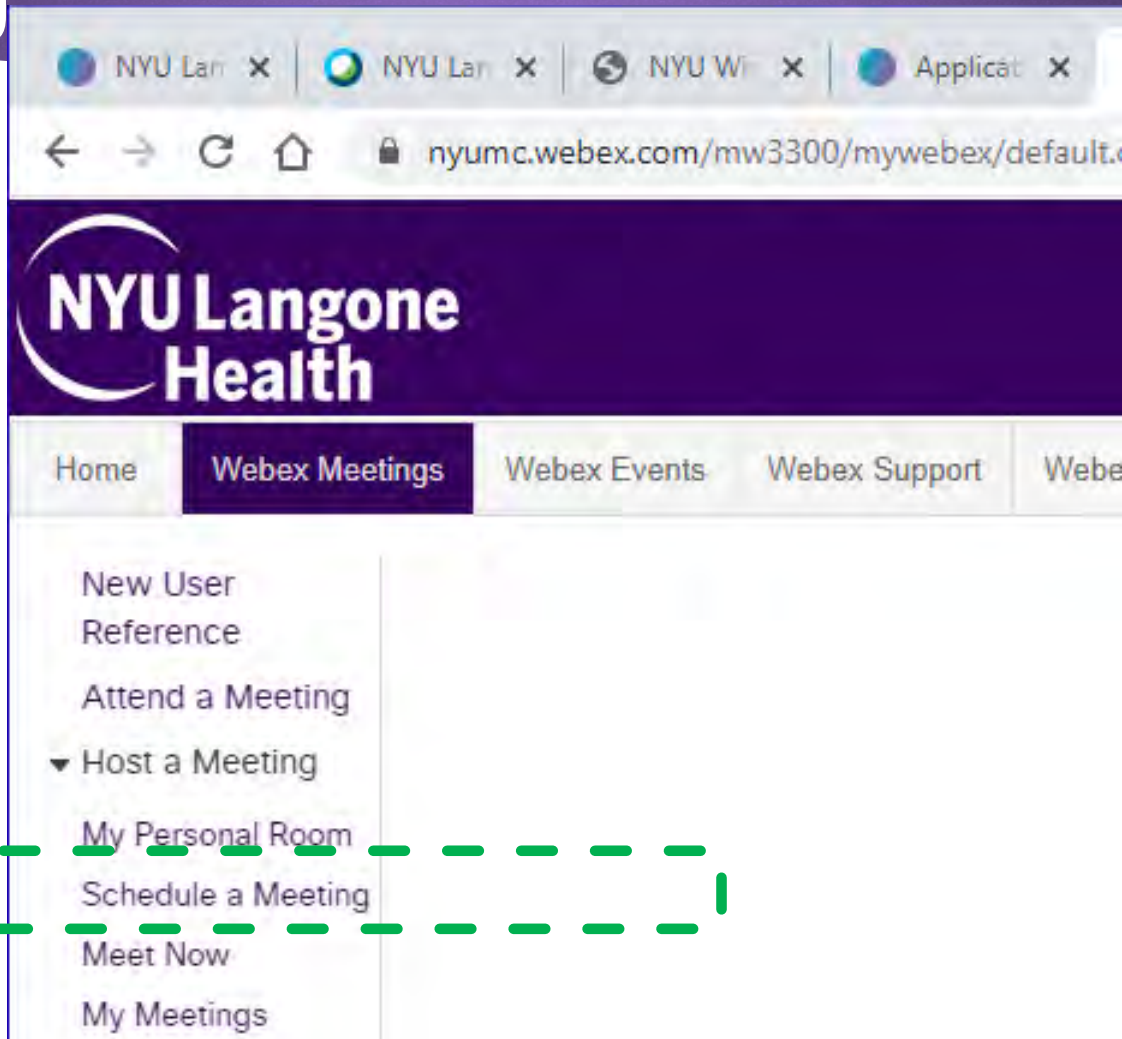 NYU Lan NYU Lan NYU Wi Applicat
nyumc.webex.com/mw3300/mywebex/default.
NYU Langone
Health
Home Webex Meetings Webex Events Webex Support Webe
New User
Reference
Attend a Meeting
Host a Meeting
My Personal Room
Schedule a Meeting
Meet Now
My Meetings